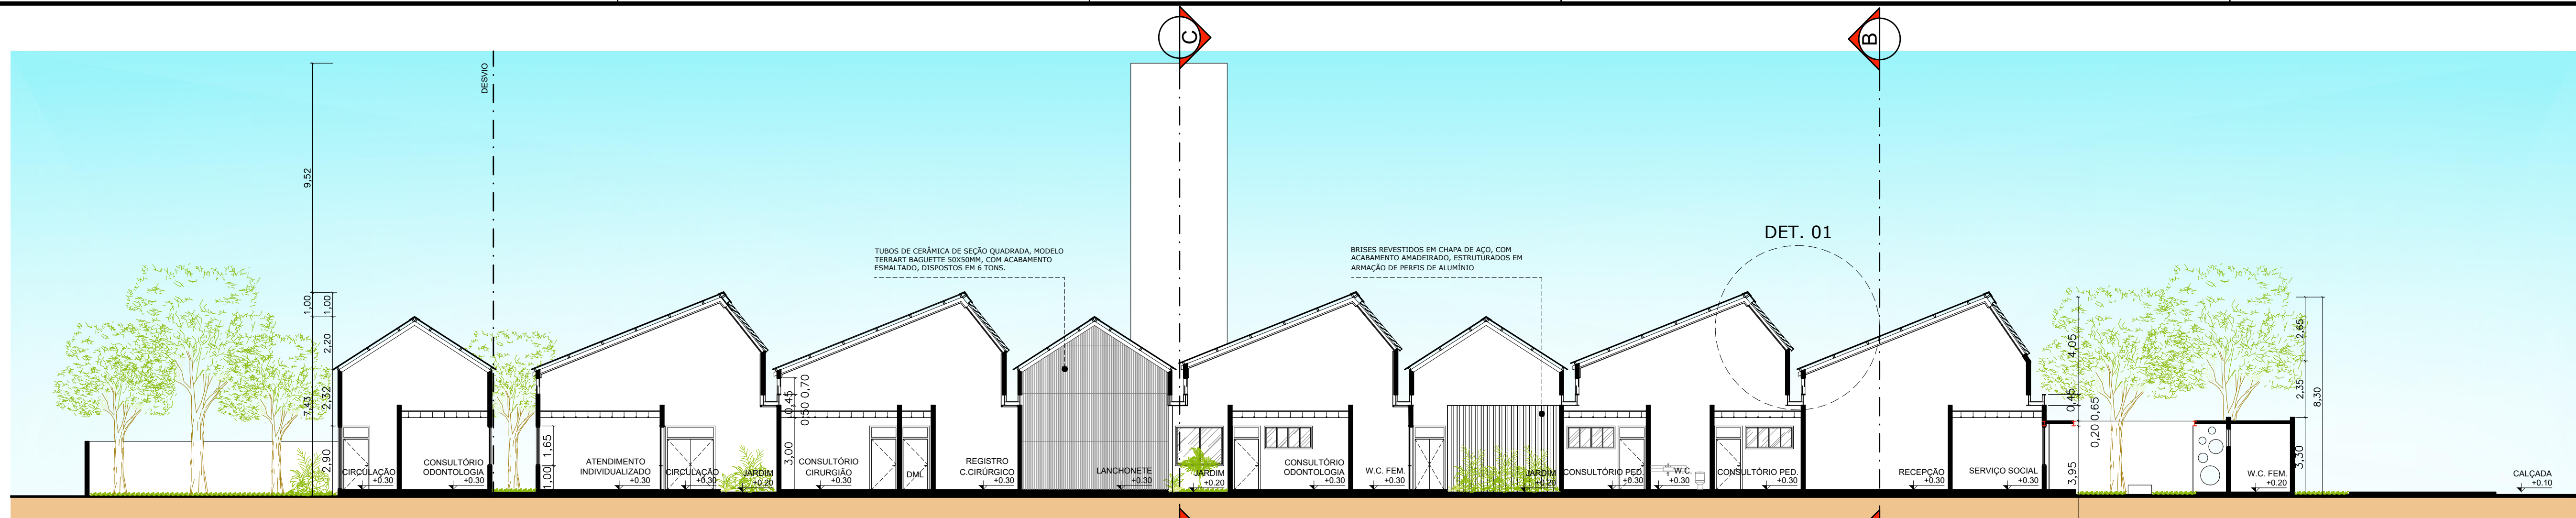 C
B
DESVIO
9,52
DET. 01
TUBOS DE CERÂMICA DE SEÇÃO QUADRADA, MODELO
TERRART BAGUETTE 50X50MM, COM ACABAMENTO
ESMALTADO, DISPOSTOS EM 6 TONS.
BRISES REVESTIDOS EM CHAPA DE AÇO, COM
ACABAMENTO AMADEIRADO, ESTRUTURADOS EM
ARMAÇÃO DE PERFIS DE ALUMÍNIO
1,00
1,00
2,20
7,43
2,32
2,90
1,65
1,00
0,70
0,45
0,50
3,00
4,05
0,45
0,65
0,20
3,95
2,65
2,35
8,30
3,30
CIRCULAÇÃO
+0.30
CONSULTÓRIO
ODONTOLOGIA
+0.30
ATENDIMENTO
INDIVIDUALIZADO
+0.30
CIRCULAÇÃO
+0.30
JARDIM
+0.20
CONSULTÓRIO
CIRURGIÃO
+0.30
DML
REGISTRO
C.CIRÚRGICO
+0.30
LANCHONETE
+0.30
JARDIM
+0.20
CONSULTÓRIO
ODONTOLOGIA
+0.30
W.C. FEM.
+0.30
JARDIM
+0.20
CONSULTÓRIO PED.
+0.30
W.C.
+0.30
CONSULTÓRIO PED.
+0.30
RECEPÇÃO
+0.30
SERVIÇO SOCIAL
+0.30
W.C. FEM.
+0.20
CALÇADA
+0.10